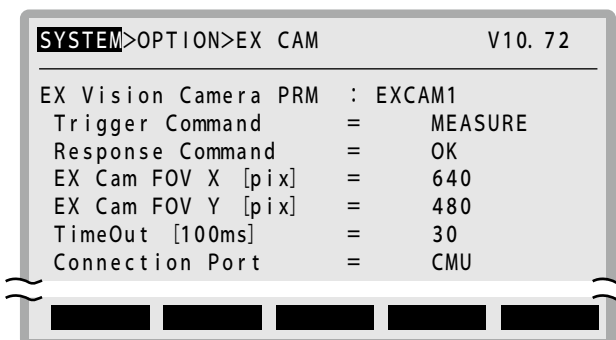 SYSTEM>OPTION>EX CAM V10.72
EX Vision Camera PRM : EXCAM1
Trigger Command = MEASURE
Response Command = OK
EX Cam FOV X [pix] = 640
EX Cam FOV Y [pix] = 480
TimeOut [100ms] = 30
Connection Port = CMU